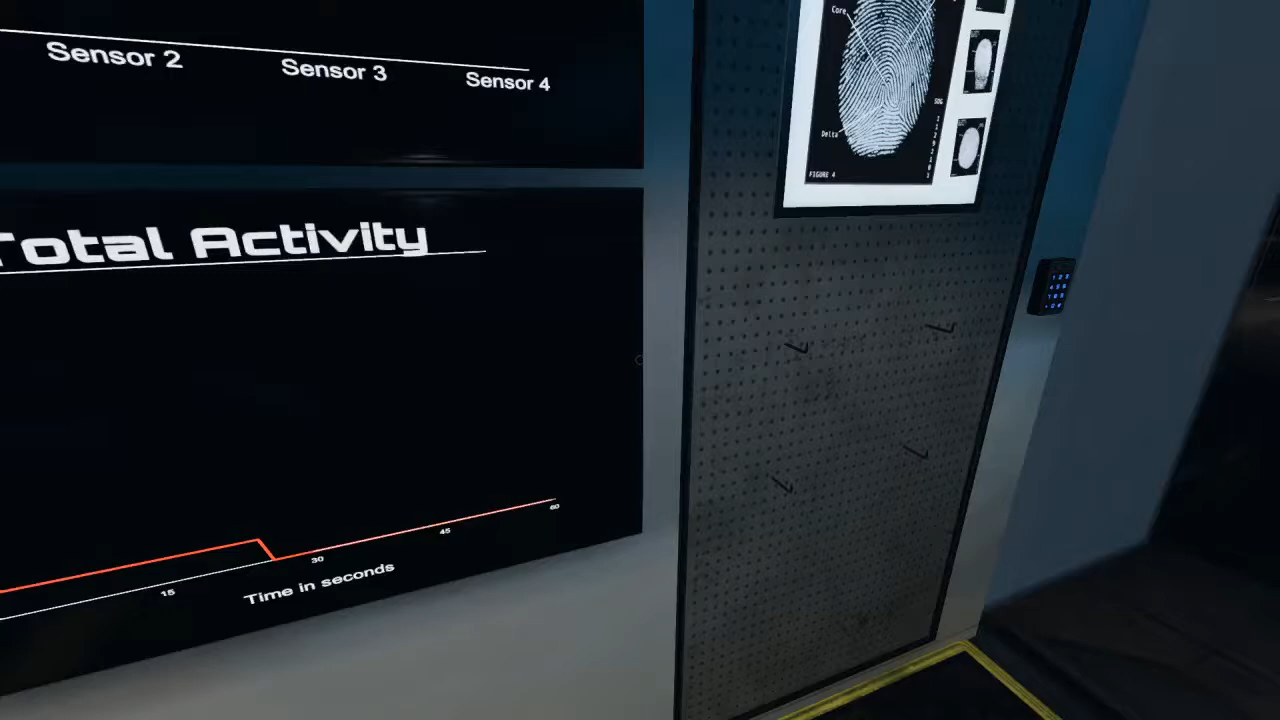 Sensor 2
Sensor 3
Sensor 4
Total Activity
15
30
45
60
Time in seconds
Core
Delta
FIGURE 4